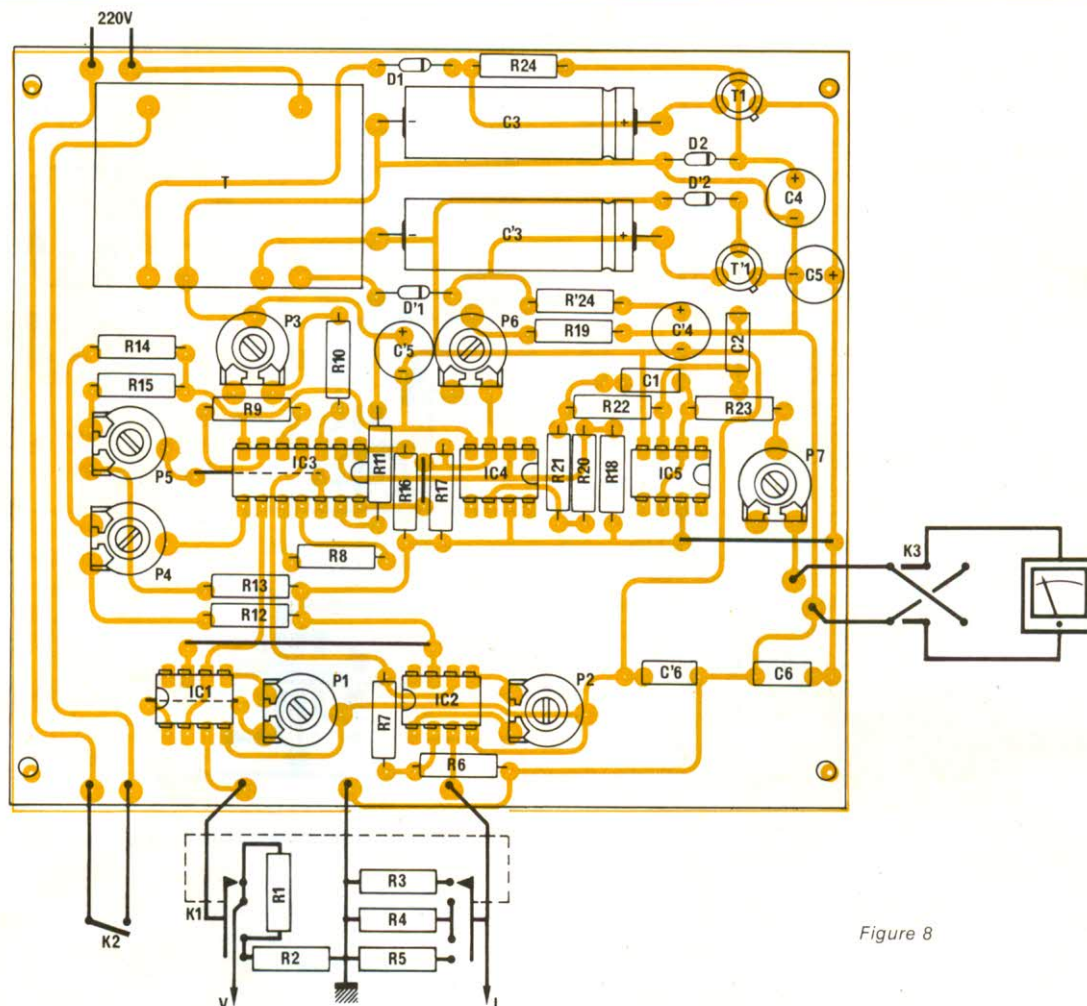 220V
D1
R24
T1
C3
- +
D2
T
D'2
+
C4
-
C'3
- +
T'1
- C5 +
D'1
R'24
P3
P6
R14
R10
+
C'5
-
R19
+
C'4
-
C2
R15
C1
R9
R22
R23
IC3
R11
R16
R17
IC4
R21
R20
R18
IC5
P7
P5
K3
P4
R8
R13
R12
P1
P2
C'6
C6
IC1
R7
IC2
R6
R1
R3
K1
R4
K2
R2
R5
Figure 8
V
I